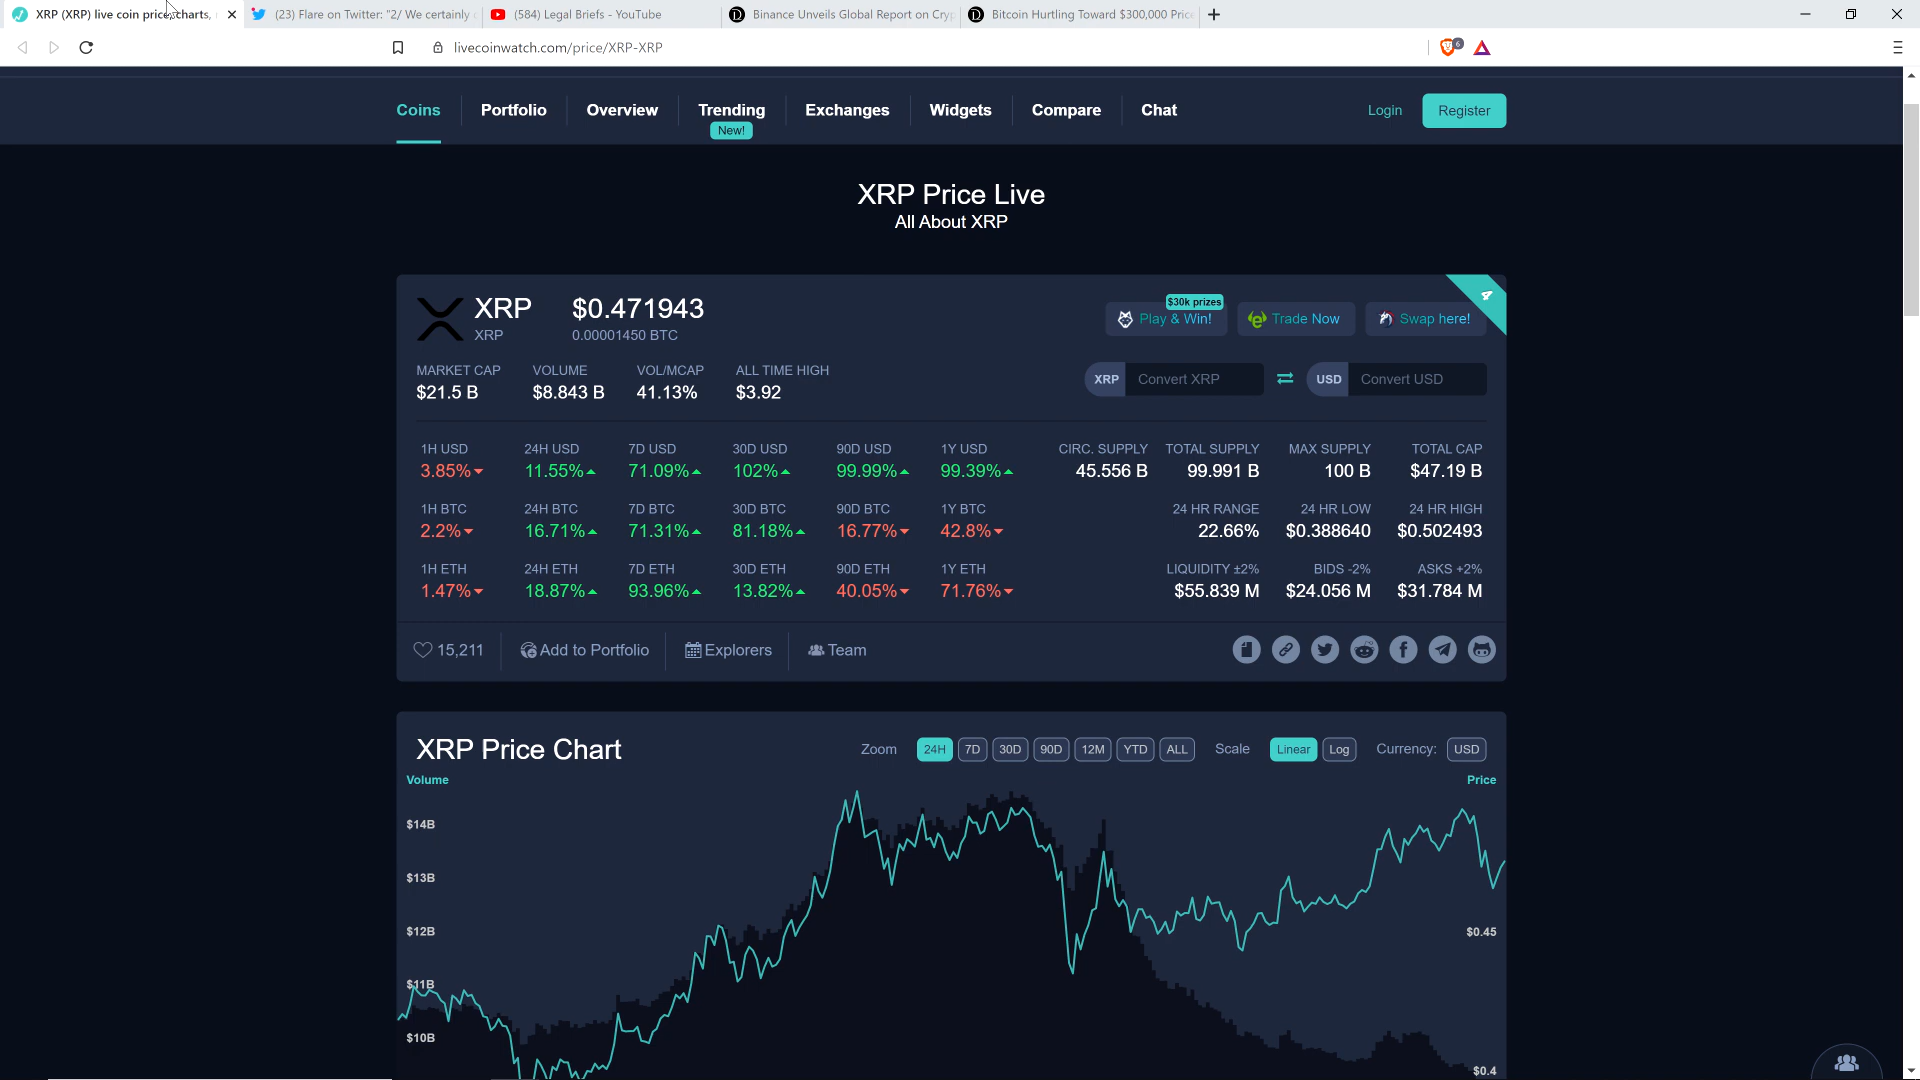 XRP (XRP) live coin price, charts,
(23) Flare on Twitter: "2/ We certainly c
(584) Legal Briefs - YouTube
Binance Unveils Global Report on Cryp
Bitcoin Hurtling Toward $300,000 Price
livecoinwatch.com/price/XRP-XRP
6
Coins
Portfolio
Overview
Trending
Exchanges
Widgets
Compare
Chat
Login
Register
New!
XRP Price Live
All About XRP
XRP
$0.471943
XRP
0.00001450 BTC
$30k prizes
Play & Win!
Trade Now
Swap here!
MARKET CAP
VOLUME
VOL/MCAP
ALL TIME HIGH
$21.5 B
$8.843 B
41.13%
$3.92
XRP
Convert XRP
USD
Convert USD
1H USD
24H USD
7D USD
30D USD
90D USD
1Y USD
CIRC. SUPPLY
TOTAL SUPPLY
MAX SUPPLY
TOTAL CAP
3.85%
11.55%
71.09%
102%
99.99%
99.39%
45.556 B
99.991 B
100 B
$47.19 B
1H BTC
24H BTC
7D BTC
30D BTC
90D BTC
1Y BTC
24 HR RANGE
24 HR LOW
24 HR HIGH
2.2%
16.71%
71.31%
81.18%
16.77%
42.8%
22.66%
$0.388640
$0.502493
1H ETH
24H ETH
7D ETH
30D ETH
90D ETH
1Y ETH
LIQUIDITY ±2%
BIDS -2%
ASKS +2%
1.47%
18.87%
93.96%
13.82%
40.05%
71.76%
$55.839 M
$24.056 M
$31.784 M
15,211
Add to Portfolio
Explorers
Team
XRP Price Chart
Zoom
24H
7D
30D
90D
12M
YTD
ALL
Scale
Linear
Log
Currency:
USD
Volume
Price
$14B
$13B
$12B
$0.45
$11B
$10B
$0.4